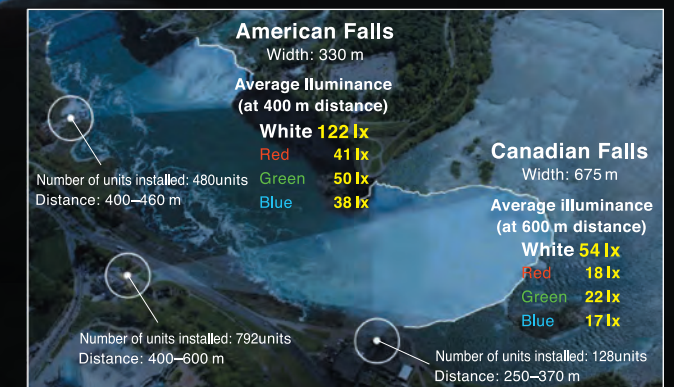 American Falls
Width: 330 m
Average Iluminance
(at 400 m distance)
White 122 lx
Red 41 lx
Green 50 lx
Blue 38 lx
Number of units installed: 480units
Distance: 400–460 m
Canadian Falls
Width: 675 m
Average illuminance
(at 600 m distance)
White 54 lx
Red 18 lx
Green 22 lx
Blue 17 lx
Number of units installed: 792units
Distance: 400–600 m
Number of units installed: 128units
Distance: 250–370 m